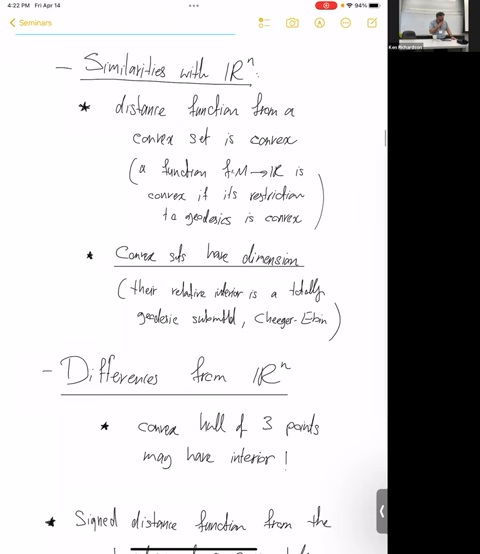 4:22 PM Fri Apr 14
94%
Seminars
Ken Richardson
- Similarities with IRⁿ:
* distance function from a
convex set is convex
(a function f:M→IR is
convex if its restriction
to geodesics is convex)
* Convex sets have dimension
(their relative interior is a totally
geodesic submfld, Cheeger-Ebin)
- Differences from IRⁿ
* convex hull of 3 points
may have interior!
* Signed distance function from the